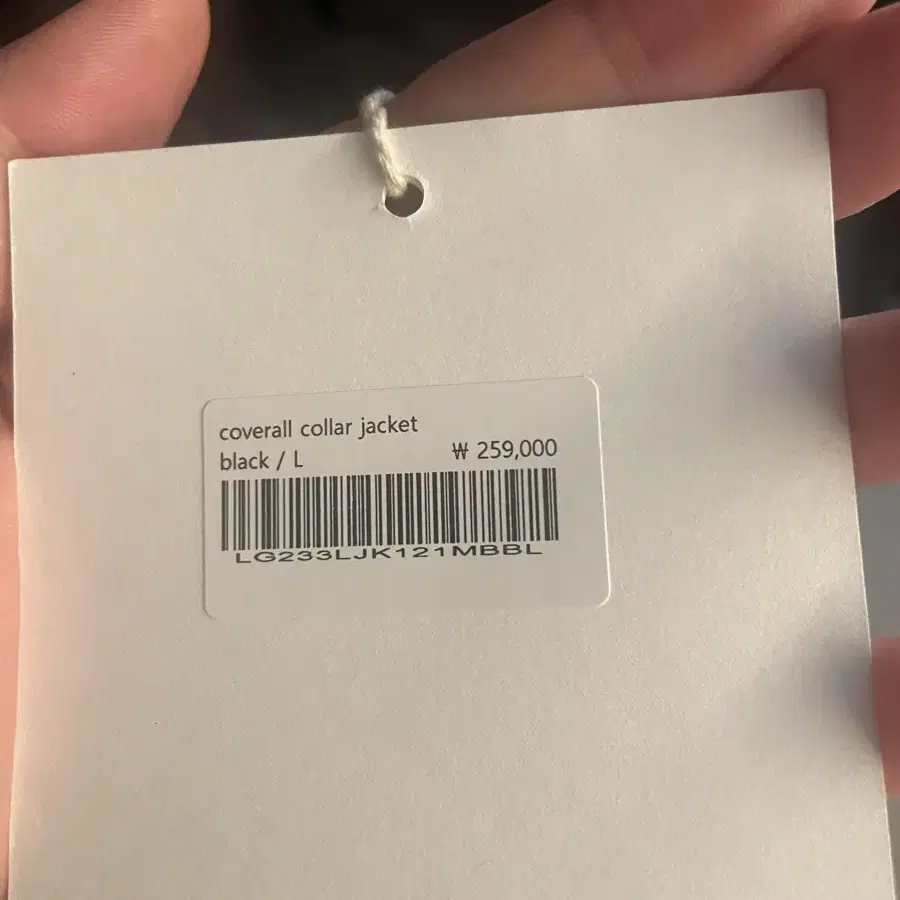 coverall collar jacket
black / L ₩ 259,000
LG233LJK121MBBL